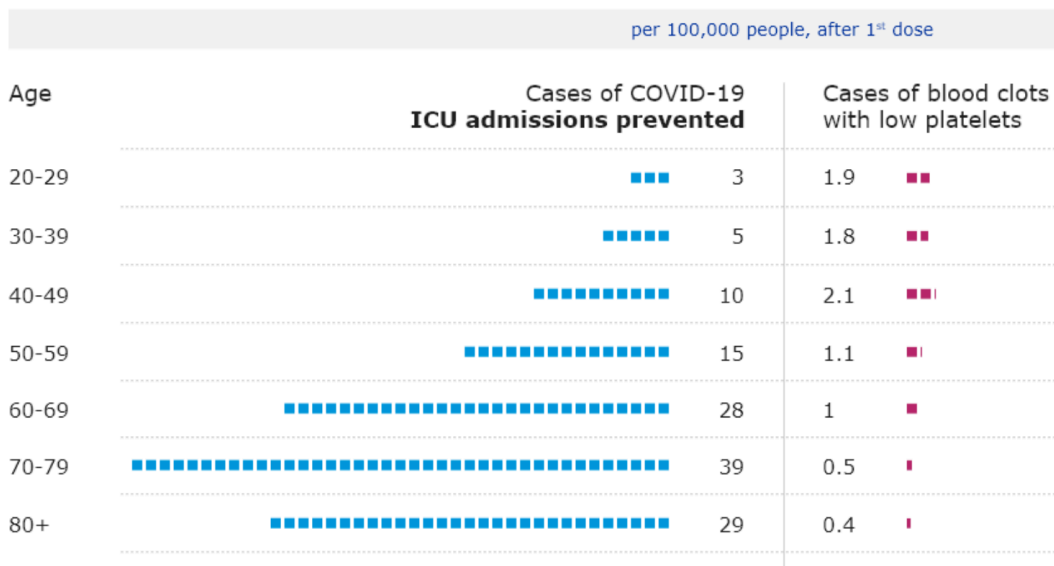 per 100,000 people, after 1st dose
Age Cases of COVID-19 Cases of blood clots
ICU admissions prevented with low platelets
20-29 3 1.9
30-39 5 1.8
40-49 10 2.1
50-59 15 1.1
60-69 28 1
70-79 39 0.5
80+ 29 0.4